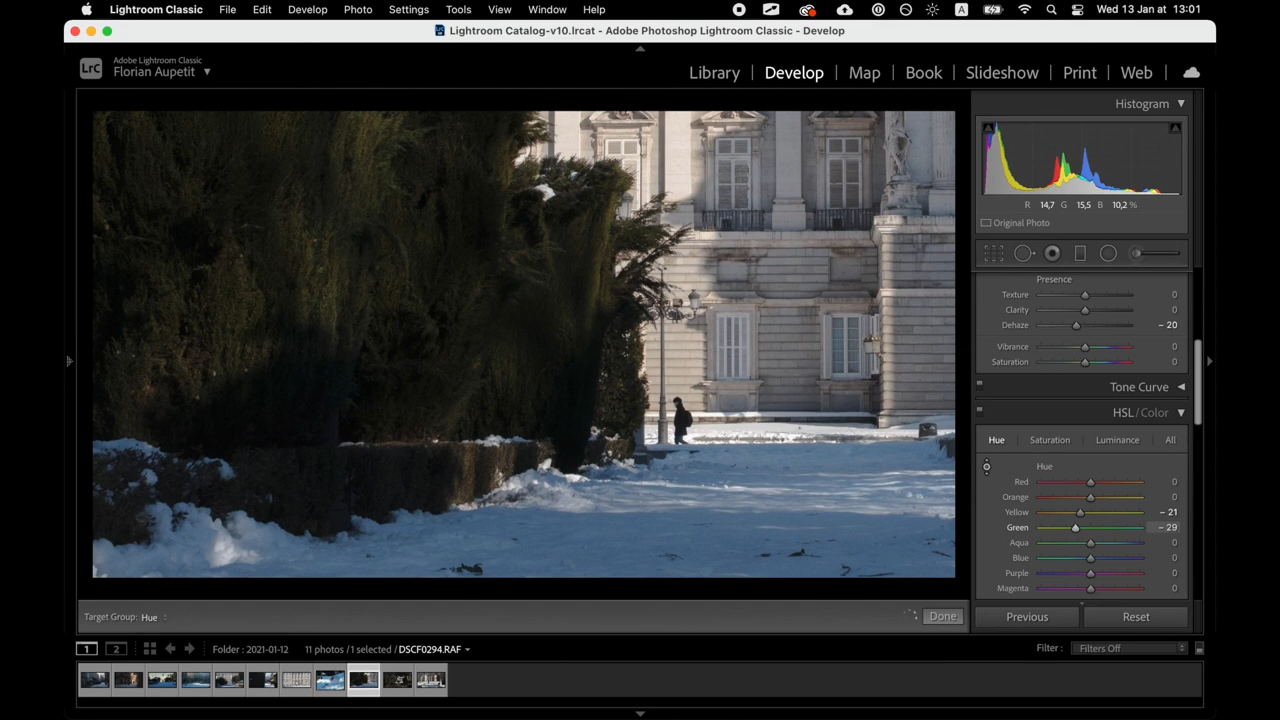 Lightroom Classic File Edit Develop Photo Settings Tools View Window Help A Wed 13 Jan at 13:01
Lightroom Catalog-v10.lrcat - Adobe Photoshop Lightroom Classic - Develop
LrC
Adobe Lightroom Classic
Florian Aupetit
Library Develop Map Book Slideshow Print Web
Histogram
R 14,7 G 15,5 B 10,2 %
Original Photo
Presence
Texture 0
Clarity 0
Dehaze – 20
Vibrance 0
Saturation 0
Tone Curve
HSL/Color
Hue Saturation Luminance All
Hue
Red 0
Orange 0
Yellow – 21
Green – 29
Aqua 0
Blue 0
Purple 0
Magenta 0
Target Group: Hue
Done
Previous Reset
1 2 Folder : 2021-01-12 11 photos / 1 selected / DSCF0294.RAF
Filter : Filters Off